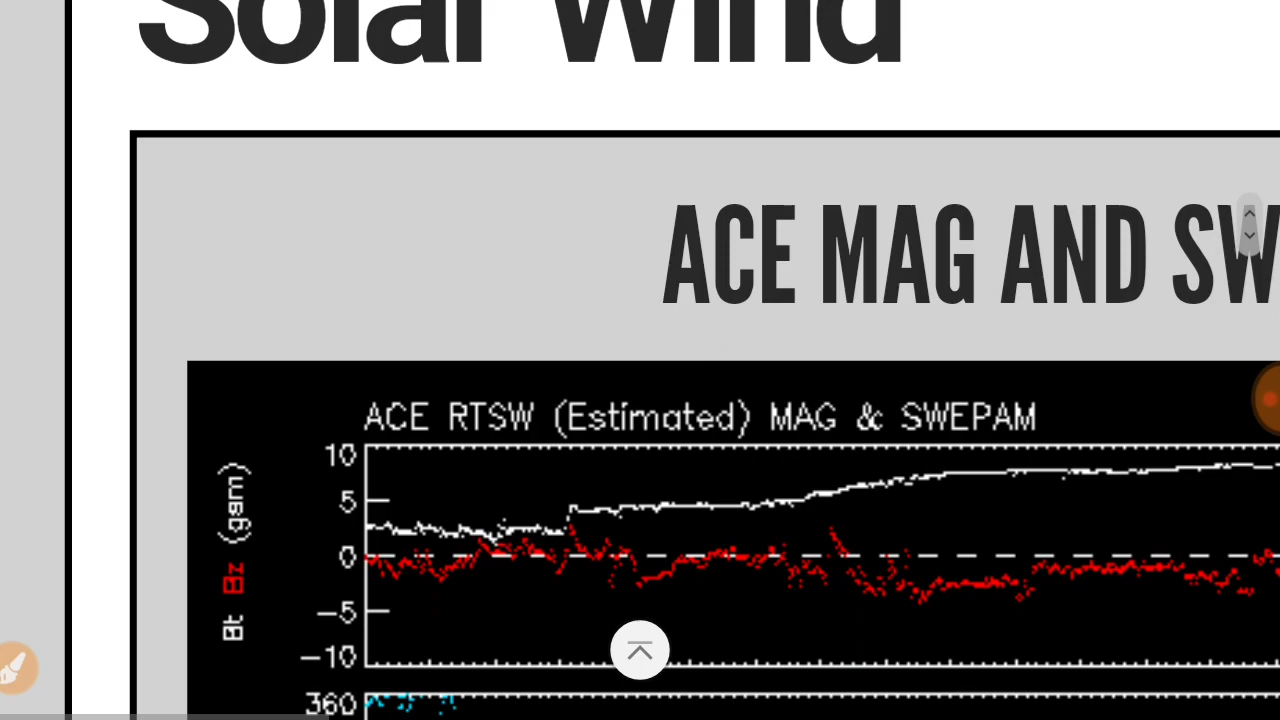 Solar Wind
ACE MAG AND SW
ACE RTSW (Estimated) MAG & SWEPAM
10
5
0
−5
−10
Bt Bz (gsm)
360